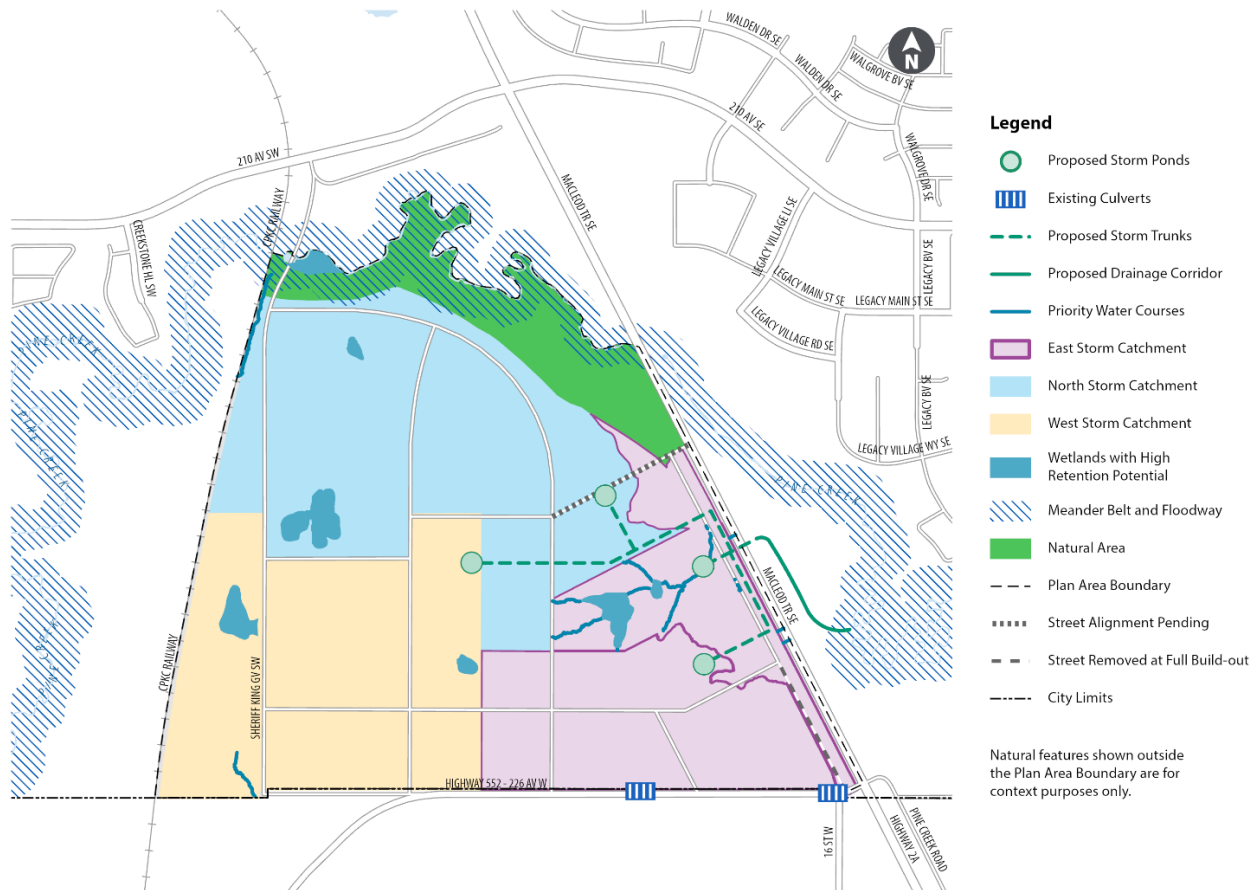 WALDEN DR SE
WALDEN DR SE
WALGROVE BV SE
WALGROVE DR SE
N
210 AV SE
210 AV SW
CPKC RAILWAY
MACLEOD TR SE
CREEKSTONE HL SW
LEGACY VILLAGE LI SE
LEGACY BV SE
LEGACY MAIN ST SE
LEGACY MAIN ST SE
LEGACY VILLAGE RD SE
LEGACY BV SE
LEGACY VILLAGE WY SE
PINE CREEK
PINE CREEK
PINE CREEK
PINE CREEK
MACLEOD TR SE
CPKC RAILWAY
SHERIFF KING GV SW
HIGHWAY 552 - 226 AV W
16 ST W
HIGHWAY 2A
PINE CREEK ROAD
Legend
Proposed Storm Ponds
Existing Culverts
Proposed Storm Trunks
Proposed Drainage Corridor
Priority Water Courses
East Storm Catchment
North Storm Catchment
West Storm Catchment
Wetlands with High
Retention Potential
Meander Belt and Floodway
Natural Area
Plan Area Boundary
Street Alignment Pending
Street Removed at Full Build-out
City Limits
Natural features shown outside
the Plan Area Boundary are for
context purposes only.